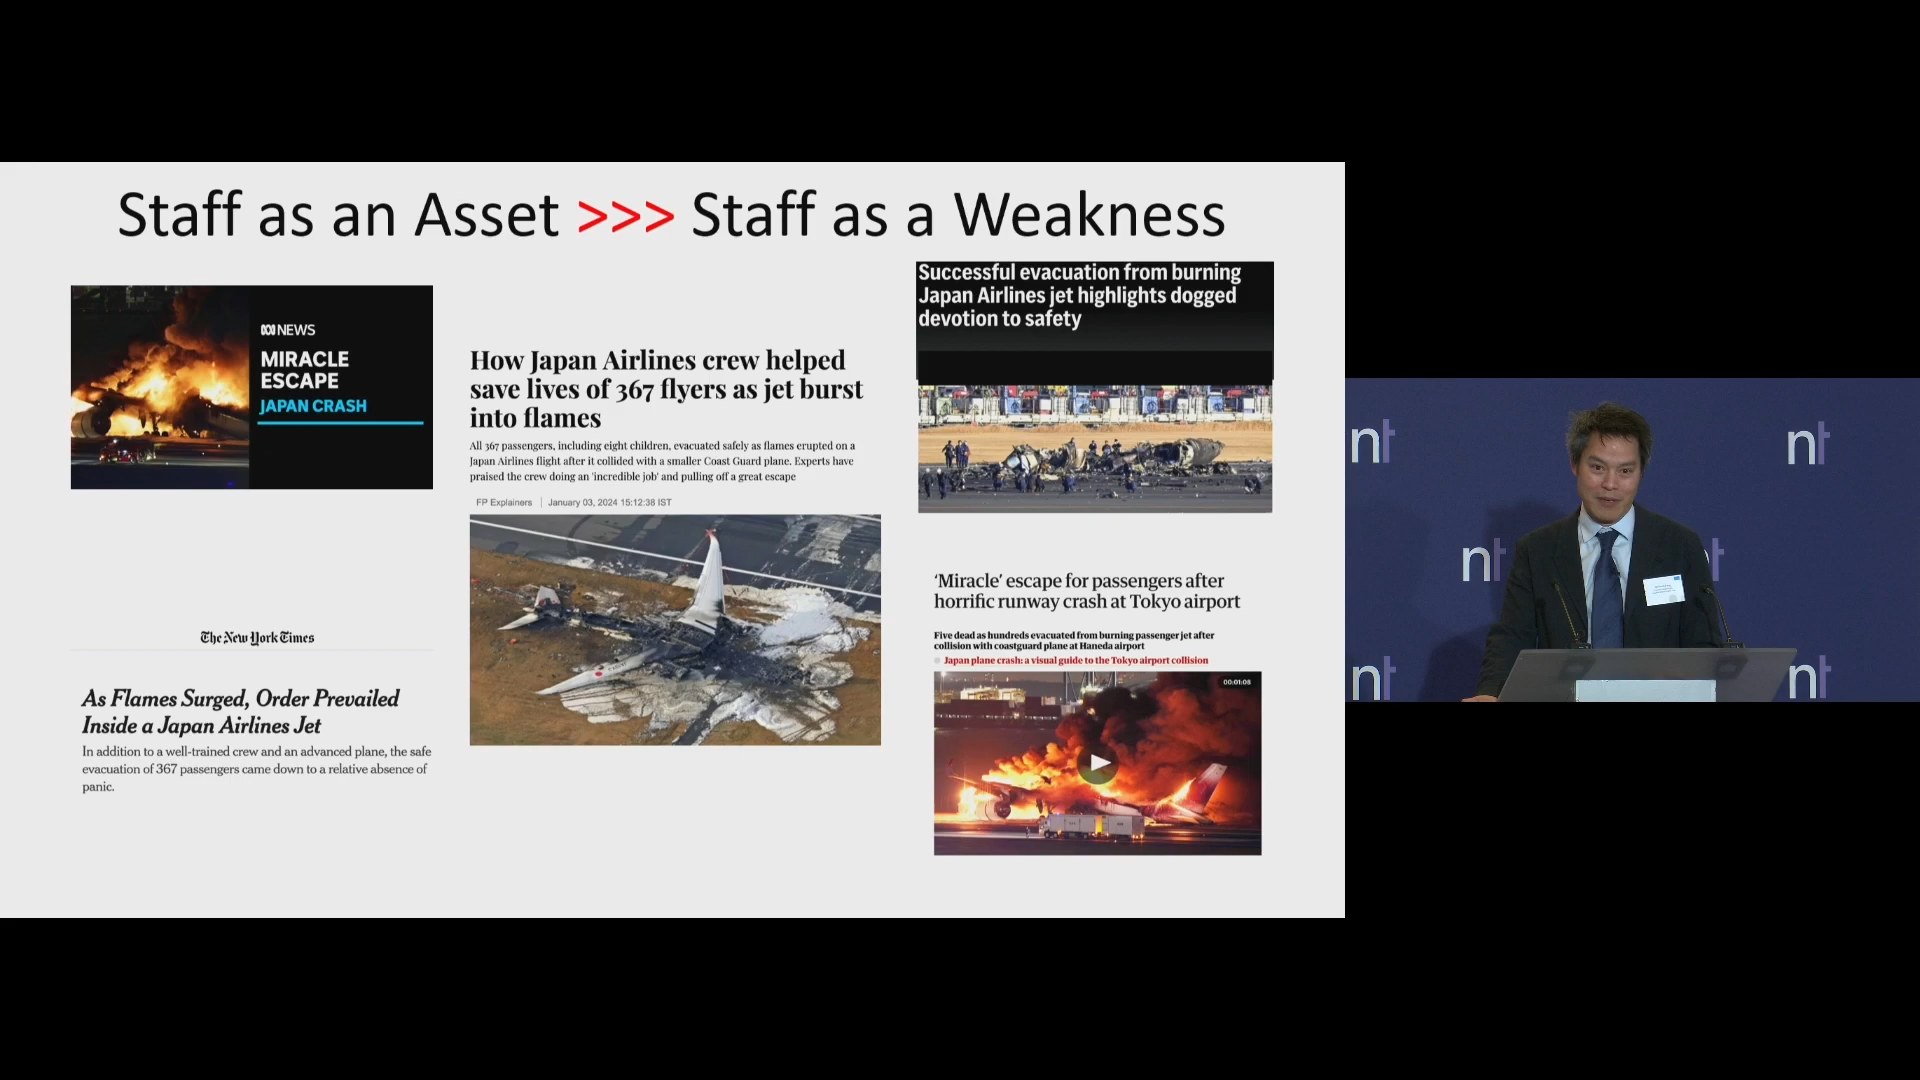 Staff as an Asset >>> Staff as a Weakness
NEWS
MIRACLE
ESCAPE
JAPAN CRASH
The New York Times
As Flames Surged, Order Prevailed
Inside a Japan Airlines Jet
In addition to a well-trained crew and an advanced plane, the safe
evacuation of 367 passengers came down to a relative absence of
panic.
How Japan Airlines crew helped
save lives of 367 flyers as jet burst
into flames
All 367 passengers, including eight children, evacuated safely as flames erupted on a
Japan Airlines flight after it collided with a smaller Coast Guard plane. Experts have
praised the crew doing an 'incredible job' and pulling off a great escape
FP Explainers | January 03, 2024 15:12:38 IST
Successful evacuation from burning
Japan Airlines jet highlights dogged
devotion to safety
‘Miracle’ escape for passengers after
horrific runway crash at Tokyo airport
Five dead as hundreds evacuated from burning passenger jet after
collision with coastguard plane at Haneda airport
Japan plane crash: a visual guide to the Tokyo airport collision
00:01:08
nt
nt
nt
nt
nt